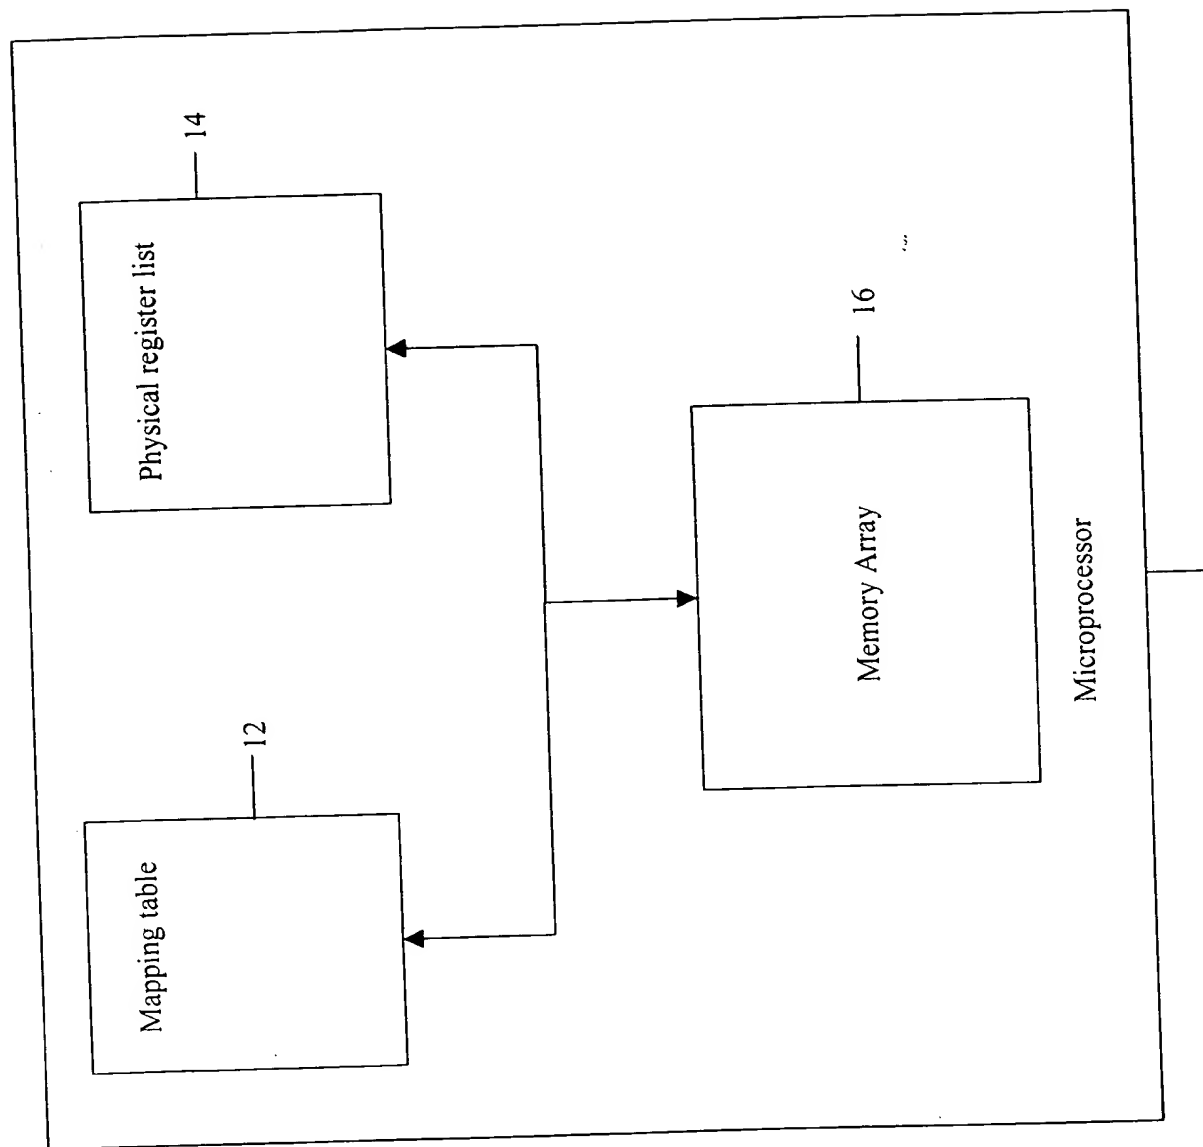 14
Physical register list
12
Mapping table
16
Memory Array
Microprocessor